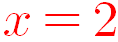 x = 2